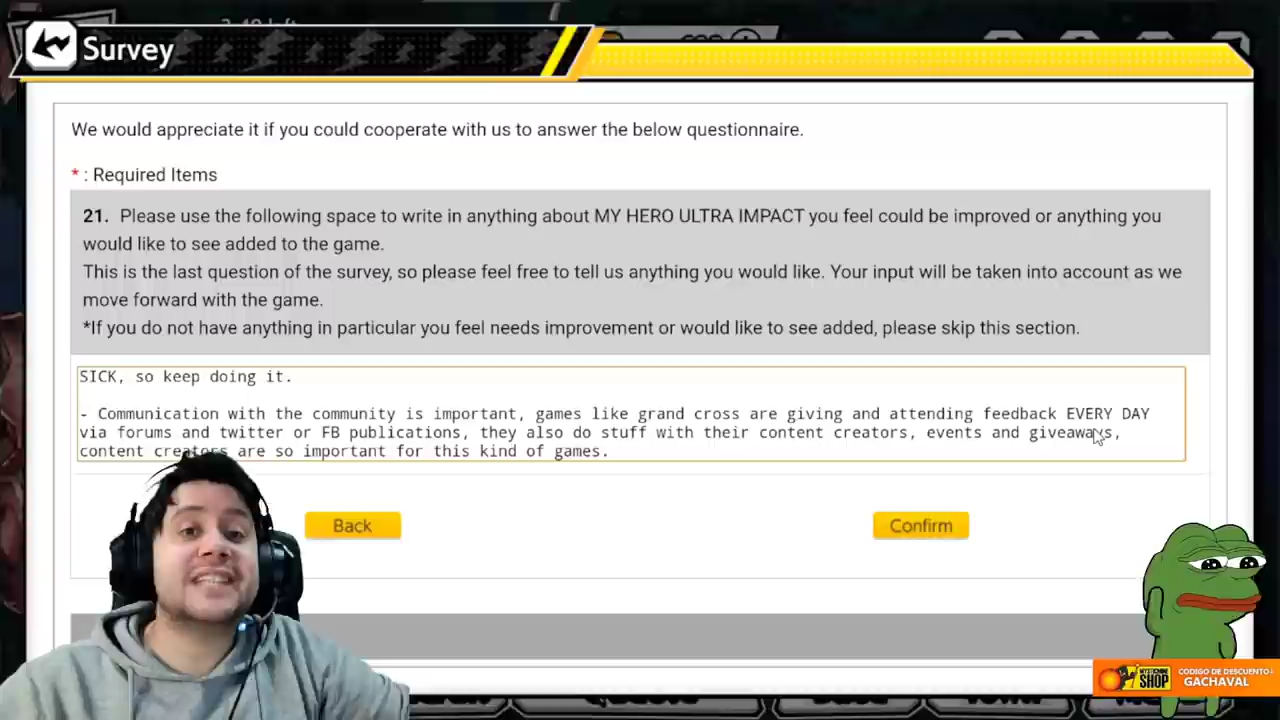 Survey
We would appreciate it if you could cooperate with us to answer the below questionnaire.
* : Required Items
21. Please use the following space to write in anything about MY HERO ULTRA IMPACT you feel could be improved or anything you
would like to see added to the game.
This is the last question of the survey, so please feel free to tell us anything you would like. Your input will be taken into account as we
move forward with the game.
*If you do not have anything in particular you feel needs improvement or would like to see added, please skip this section.
SICK, so keep doing it.
- Communication with the community is important, games like grand cross are giving and attending feedback EVERY DAY
via forums and twitter or FB publications, they also do stuff with their content creators, events and giveaways,
content creators are so important for this kind of games.
Back
Confirm
SHOP
CODIGO DE DESCUENTO
GACHAVAL